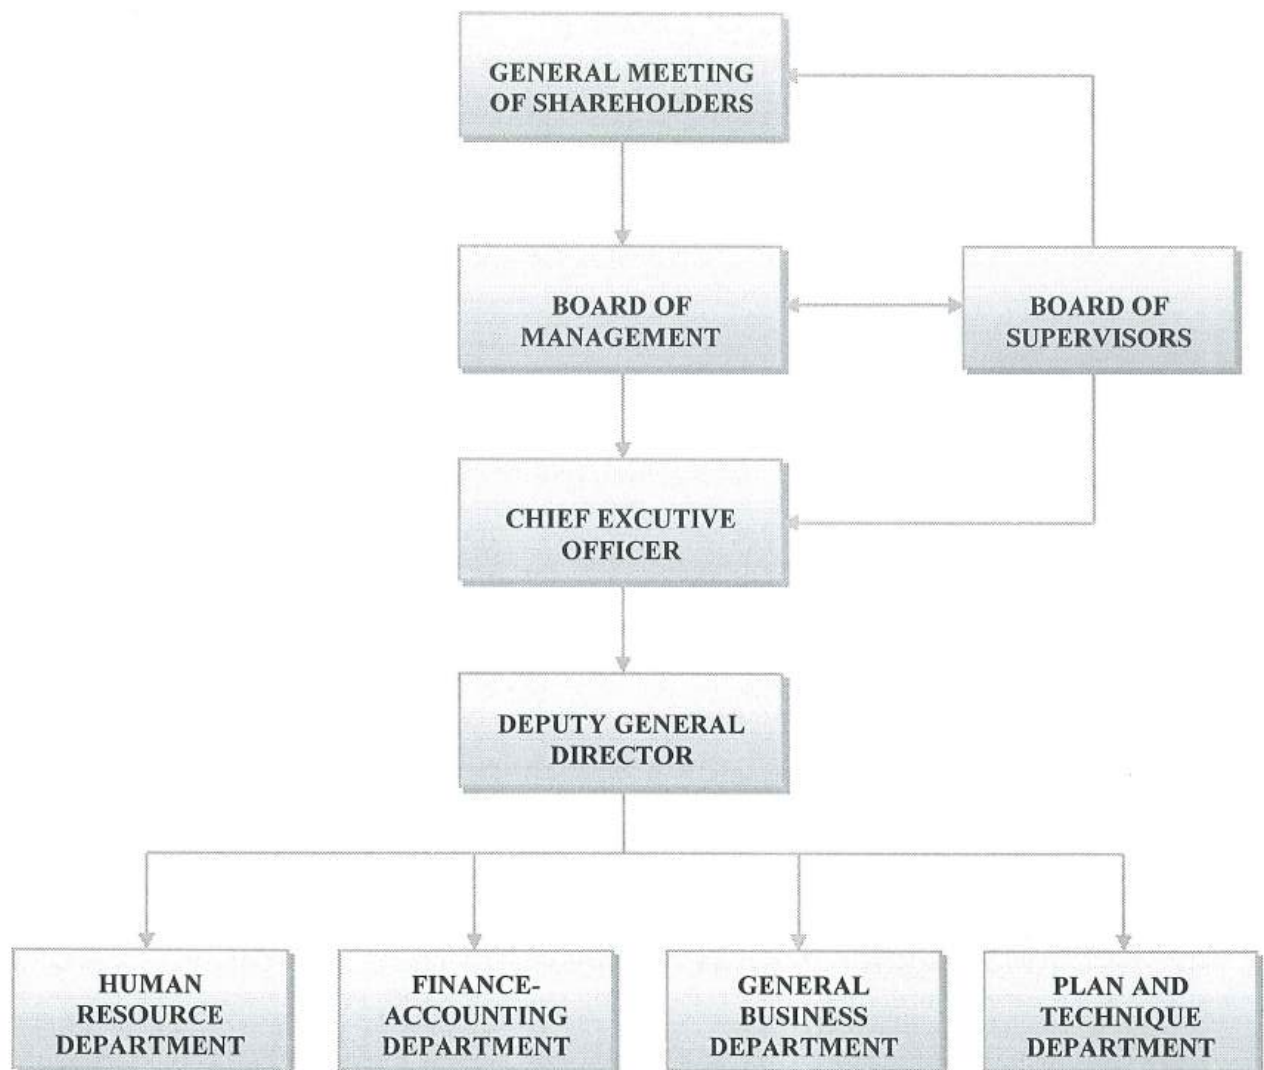 GENERAL MEETING
OF SHAREHOLDERS
BOARD OF
MANAGEMENT
BOARD OF
SUPERVISORS
CHIEF EXCUTIVE
OFFICER
DEPUTY GENERAL
DIRECTOR
HUMAN
RESOURCE
DEPARTMENT
FINANCE-
ACCOUNTING
DEPARTMENT
GENERAL
BUSINESS
DEPARTMENT
PLAN AND
TECHNIQUE
DEPARTMENT